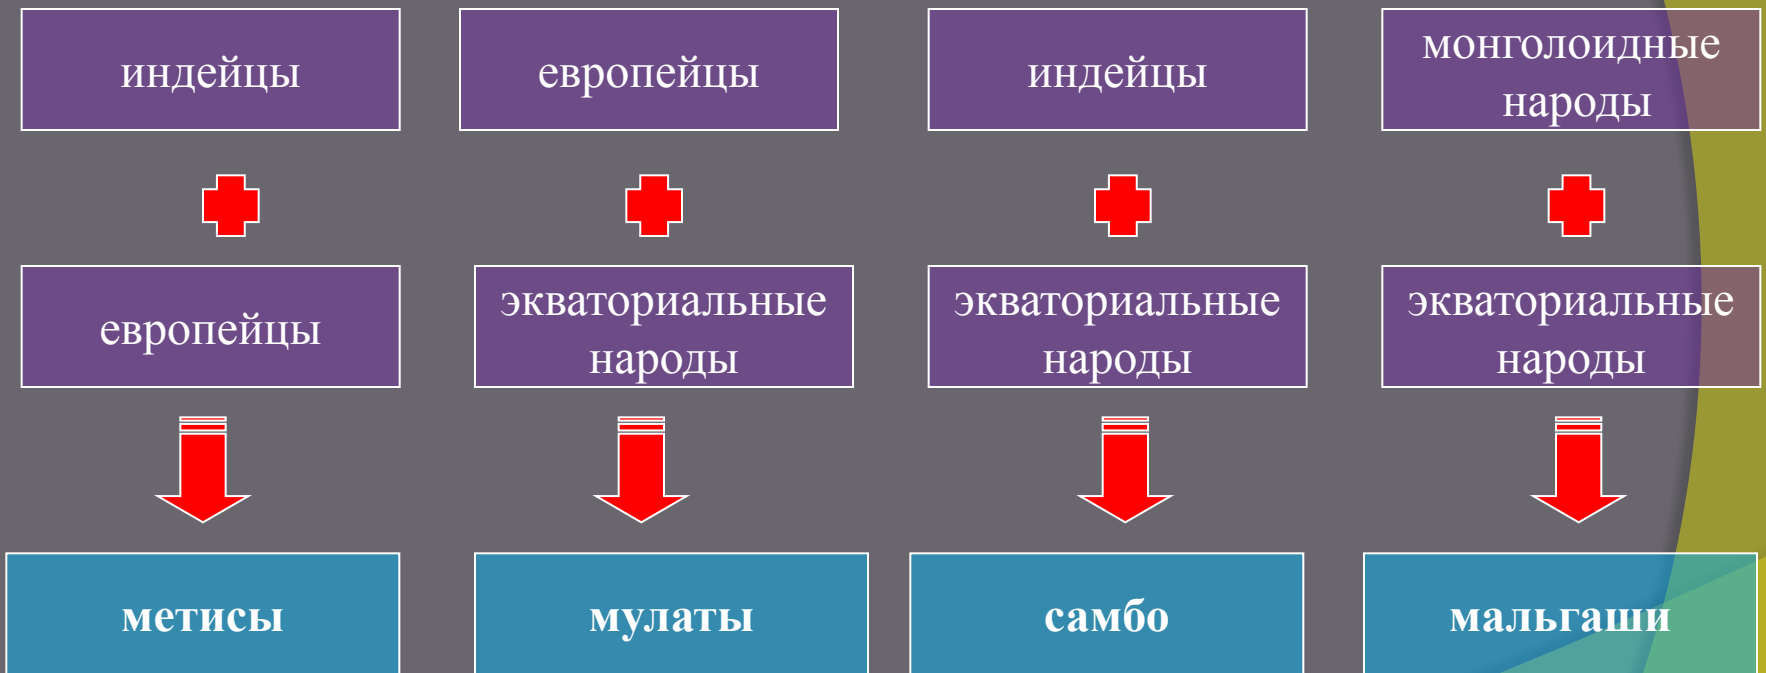 индейцы
европейцы
индейцы
монголоидные
народы
европейцы
экваториальные
народы
экваториальные
народы
экваториальные
народы
метисы
мулаты
самбо
мальгаши